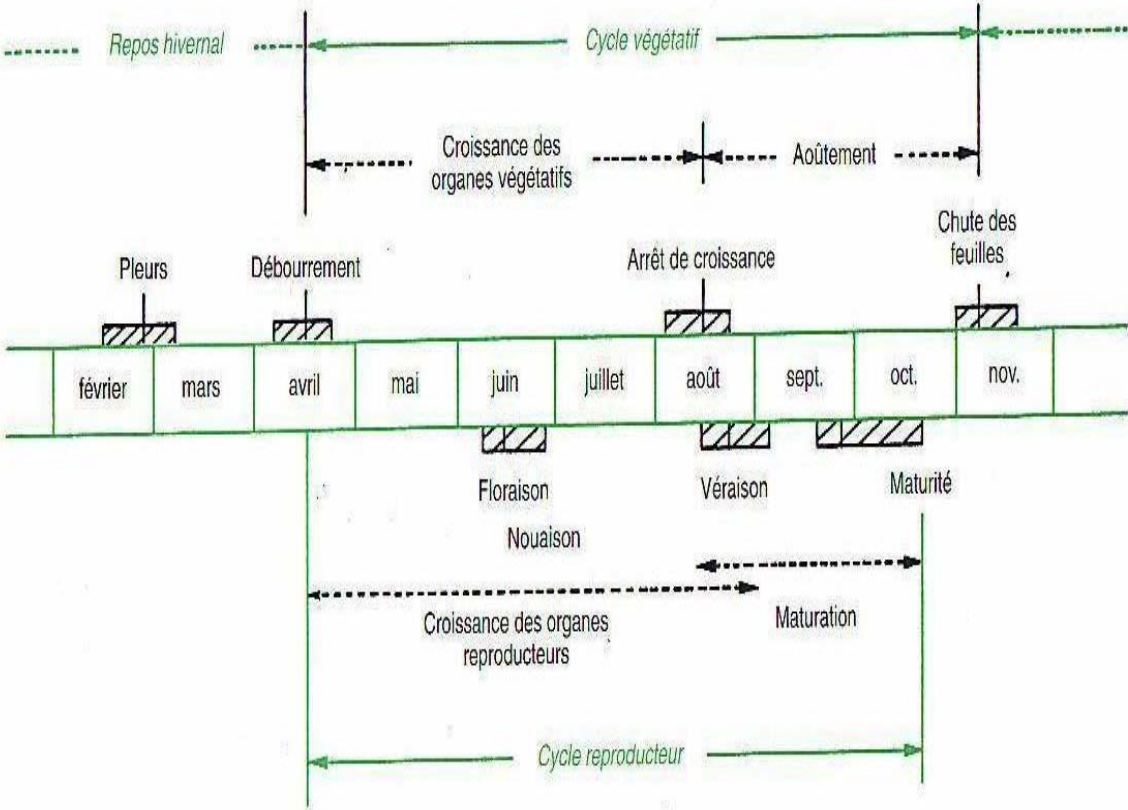 Repos hivernal
Cycle végétatif
Croissance des
organes végétatifs
Aoûtement
Pleurs
Débourrement
Arrêt de croissance
Chute des
feuilles
février
mars
avril
mai
juin
juillet
août
sept.
oct.
nov.
Floraison
Véraison
Maturité
Nouaison
Croissance des organes
reproducteurs
Maturation
Cycle reproducteur